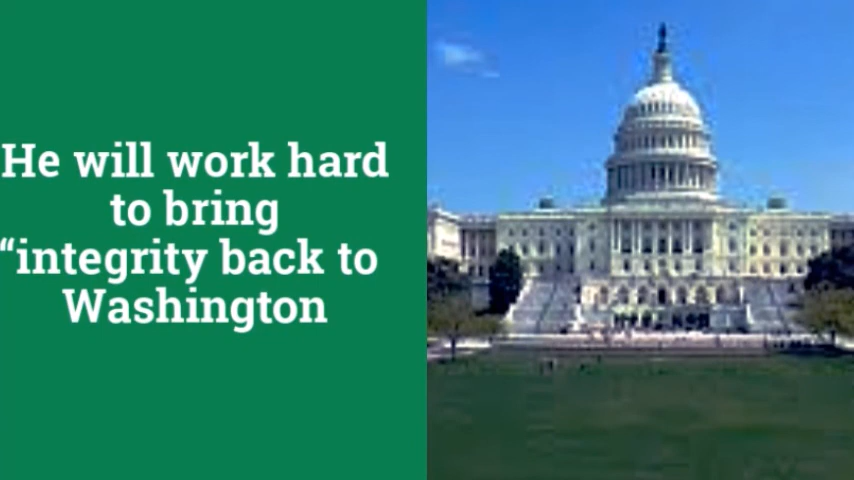 He will work hard
to bring
“integrity back to
Washington